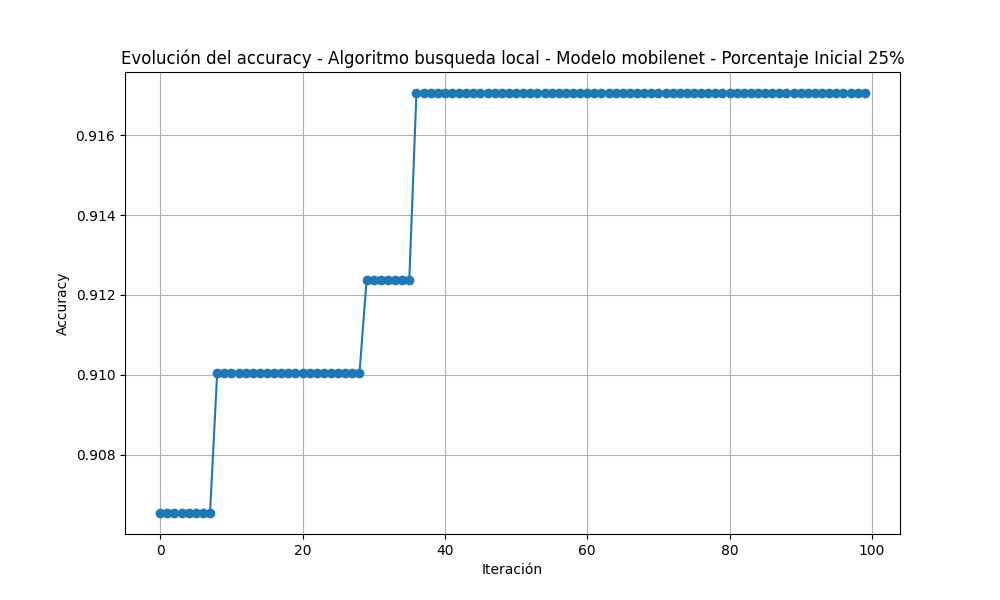 Evolución del accuracy - Algoritmo busqueda local - Modelo mobilenet - Porcentaje Inicial 25%
0.916
0.914
0.912
0.910
0.908
Accuracy
0 20 40 60 80 100
Iteración